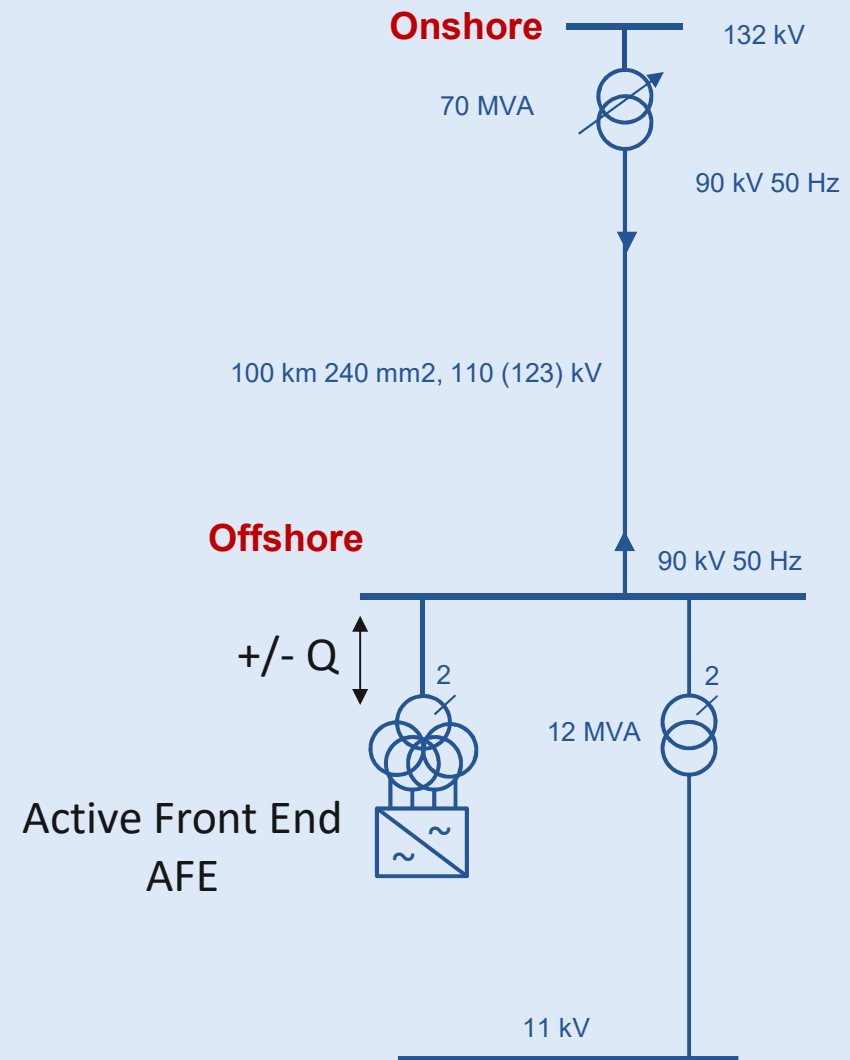 Onshore
132 kV
70 MVA
90 kV 50 Hz
100 km 240 mm2, 110 (123) kV
Offshore
90 kV 50 Hz
+/- Q
2
2
12 MVA
Active Front End
AFE
~
~
11 kV